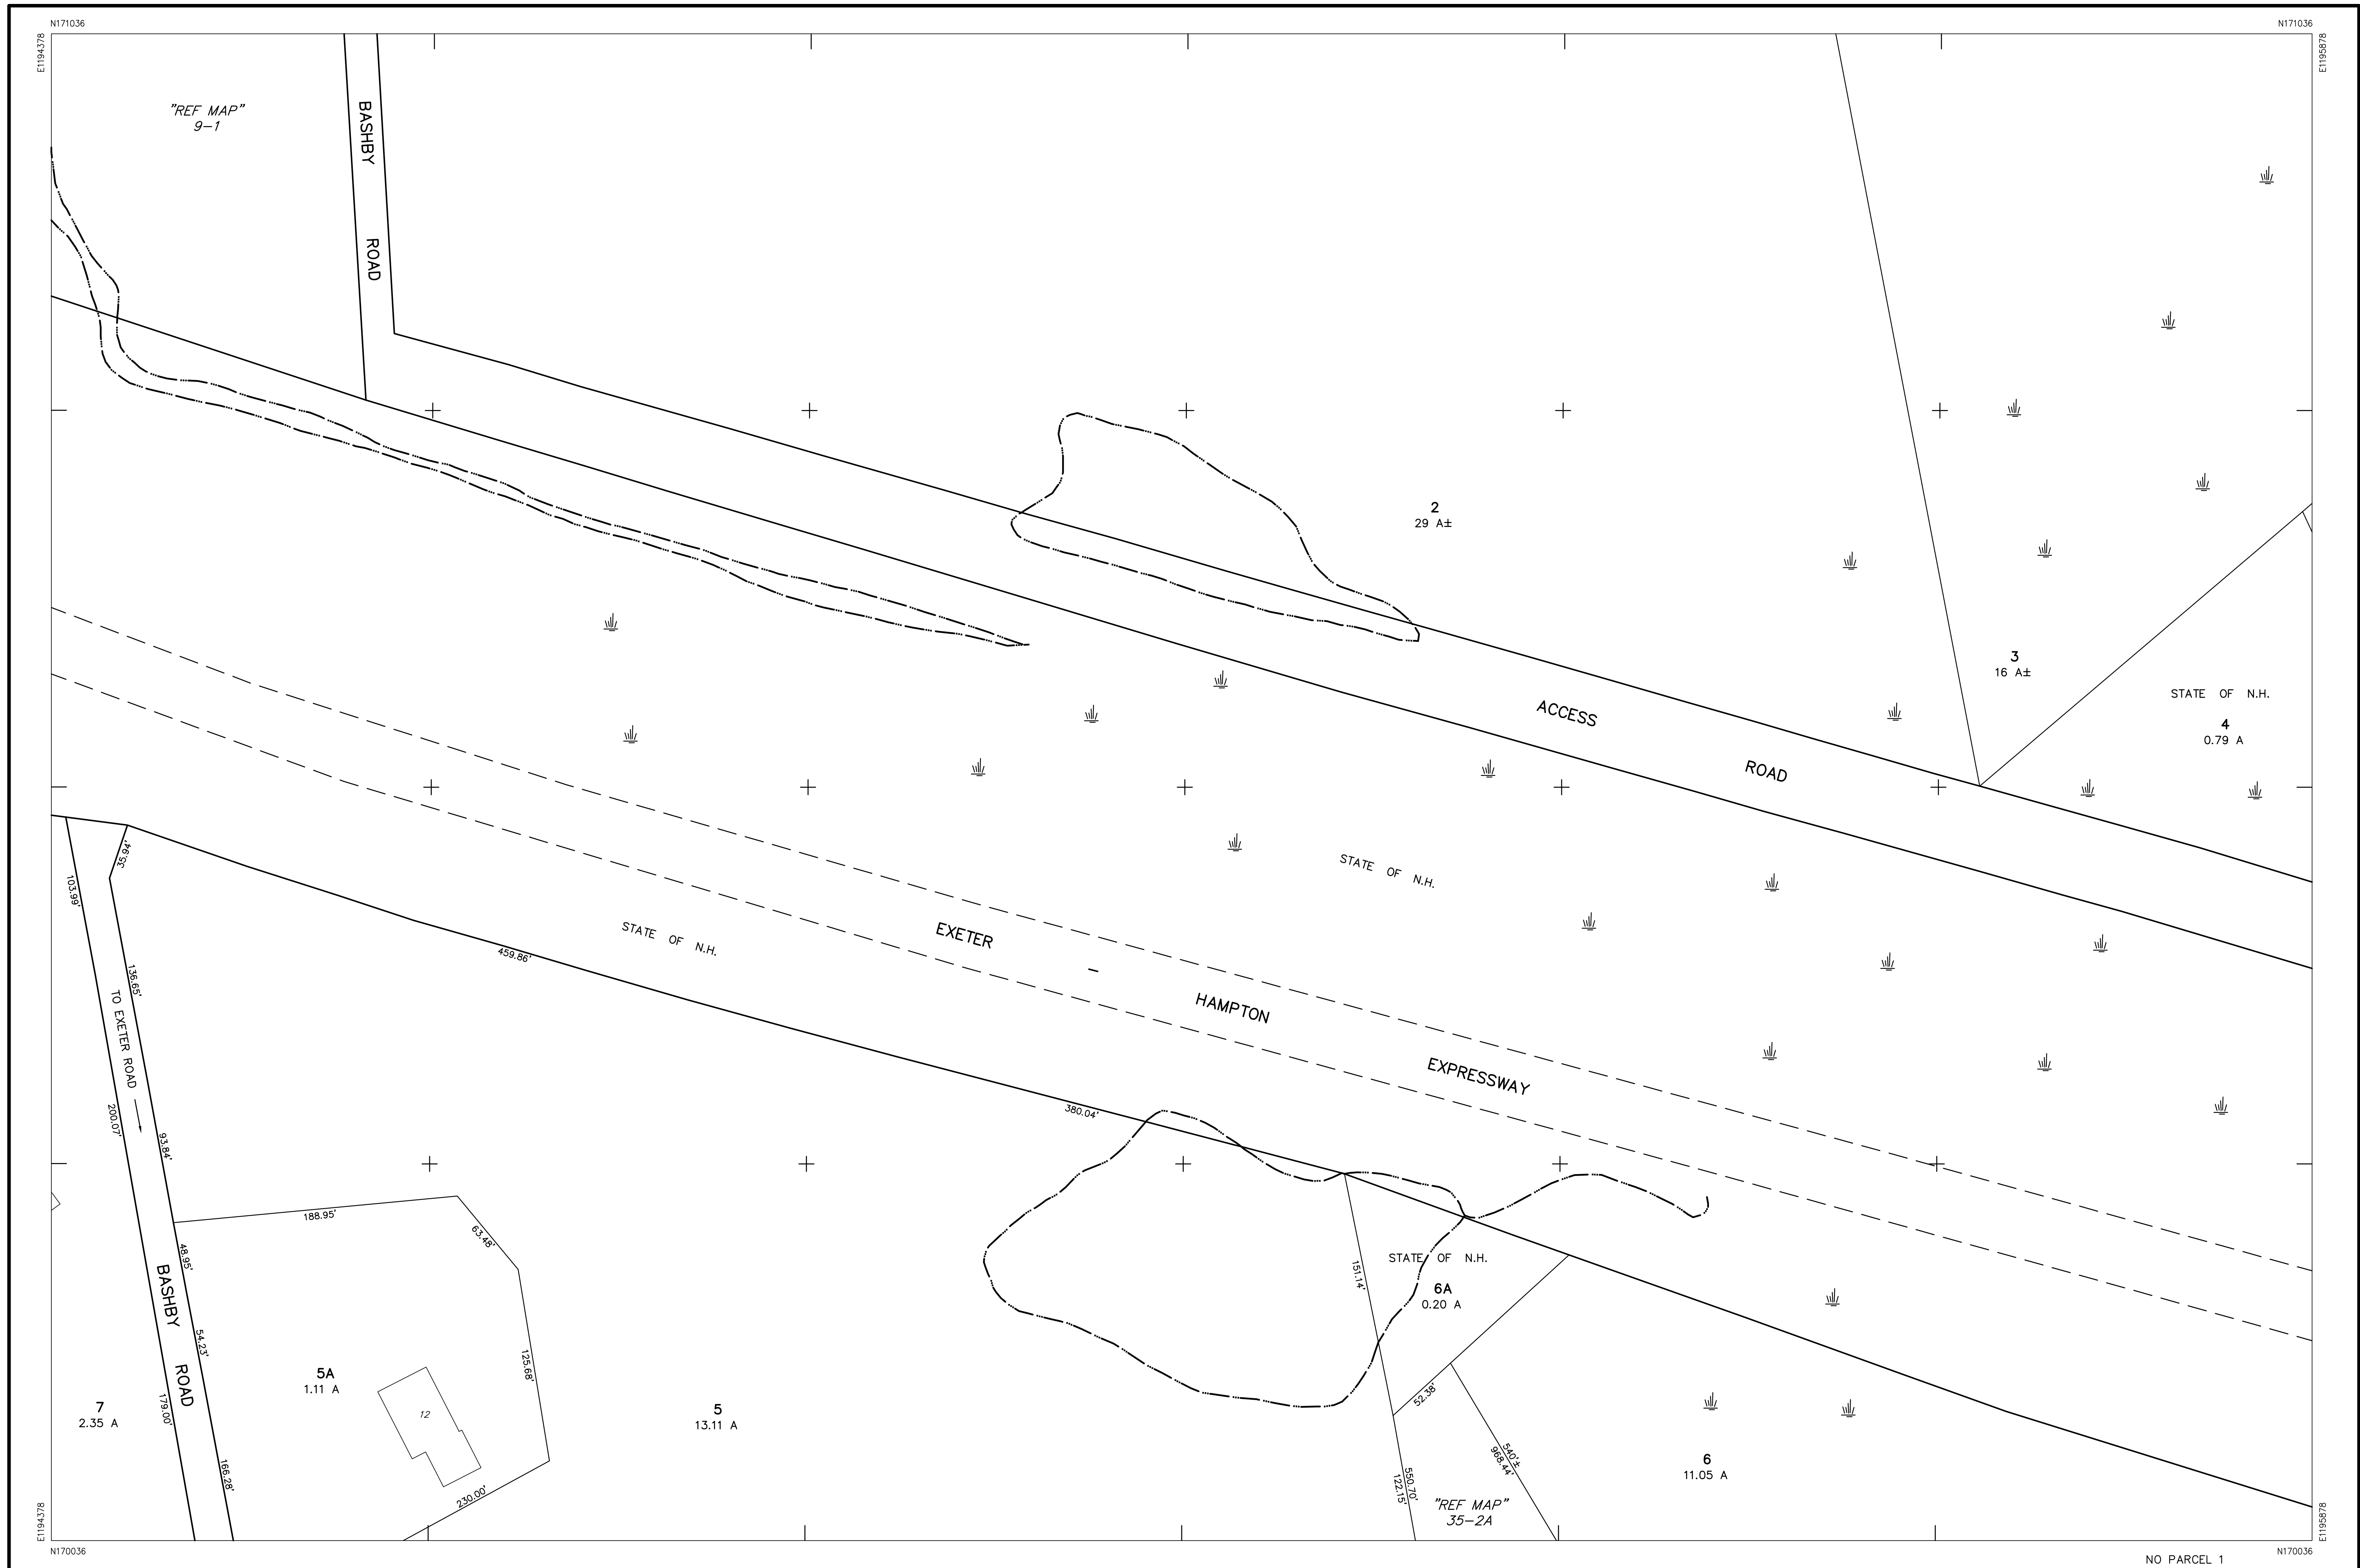 N171036
N171036
E1194378
E1195878
"REF MAP"
9-1
BASHBY
ROAD
2
29 A±
3
16 A±
STATE OF N.H.
4
0.79 A
ACCESS
ROAD
STATE OF N.H.
35.94'
103.99'
STATE OF N.H.
459.86'
EXETER
-
HAMPTON
EXPRESSWAY
136.65'
TO EXETER ROAD
380.04'
200.07'
93.84'
188.95'
63.48'
48.95'
BASHBY
ROAD
54.23'
125.68'
151.14'
STATE OF N.H.
6A
0.20 A
5A
1.11 A
12
7
2.35 A
179.00'
5
13.11 A
52.38'
166.28'
230.00'
550.70'
122.15'
540'±
968.44'
6
11.05 A
"REF MAP"
35-2A
E1194378
E1195878
N170036
N170036
NO PARCEL 1